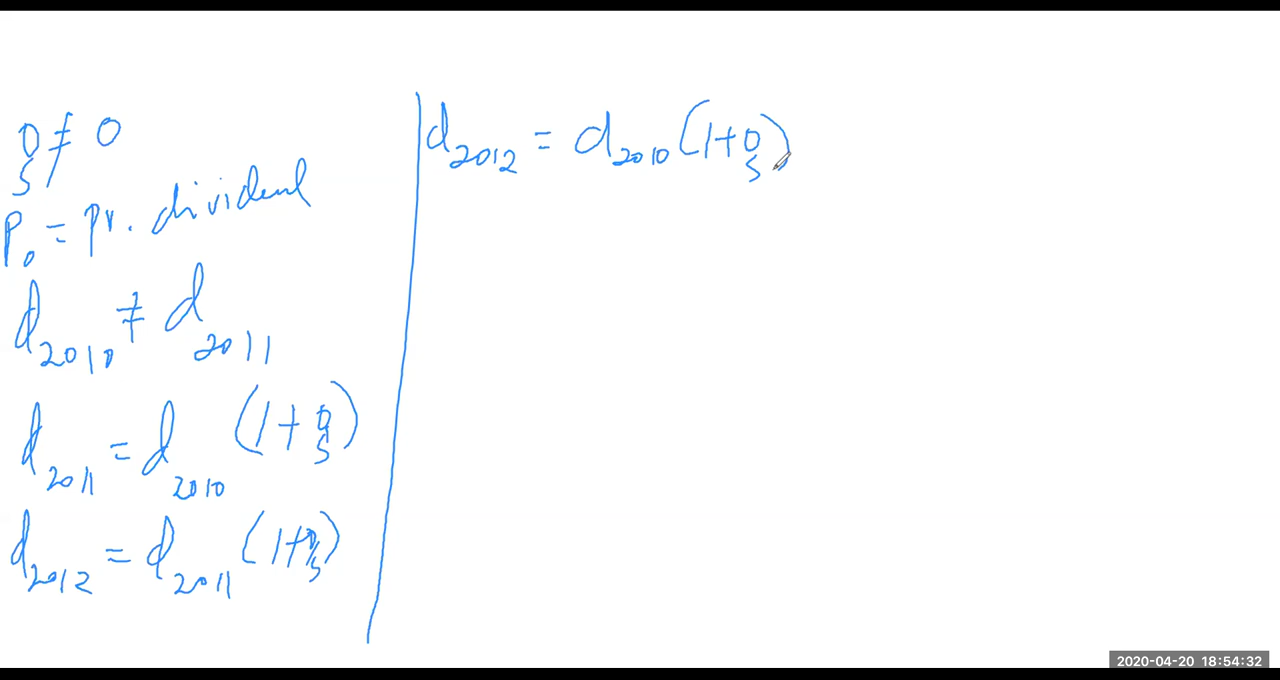 g ≠ 0
P₀ = pr. dividend
d₂₀₁₀ ≠ d₂₀₁₁
d₂₀₁₁ = d₂₀₁₀ (1+g)
d₂₀₁₂ = d₂₀₁₁ (1+g)
d₂₀₁₂ = d₂₀₁₀ (1+g)
2020-04-20 18:54:32